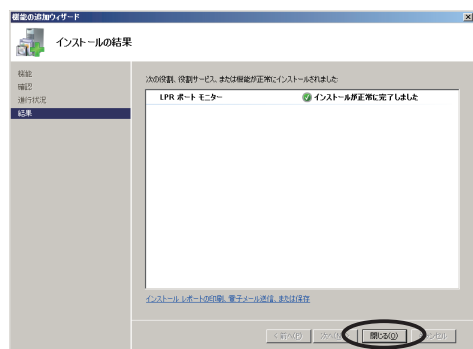 機能の追加ウィザード
インストールの結果
機能
確認
進行状況
結果
次の役割、役割サービス、または機能が正常にインストールされました:
LPR ポート モニター
インストールが正常に完了しました
インストール レポートの印刷、電子メール送信、または保存
< 前へ(P)
次へ(N)
閉じる(O)
キャンセル